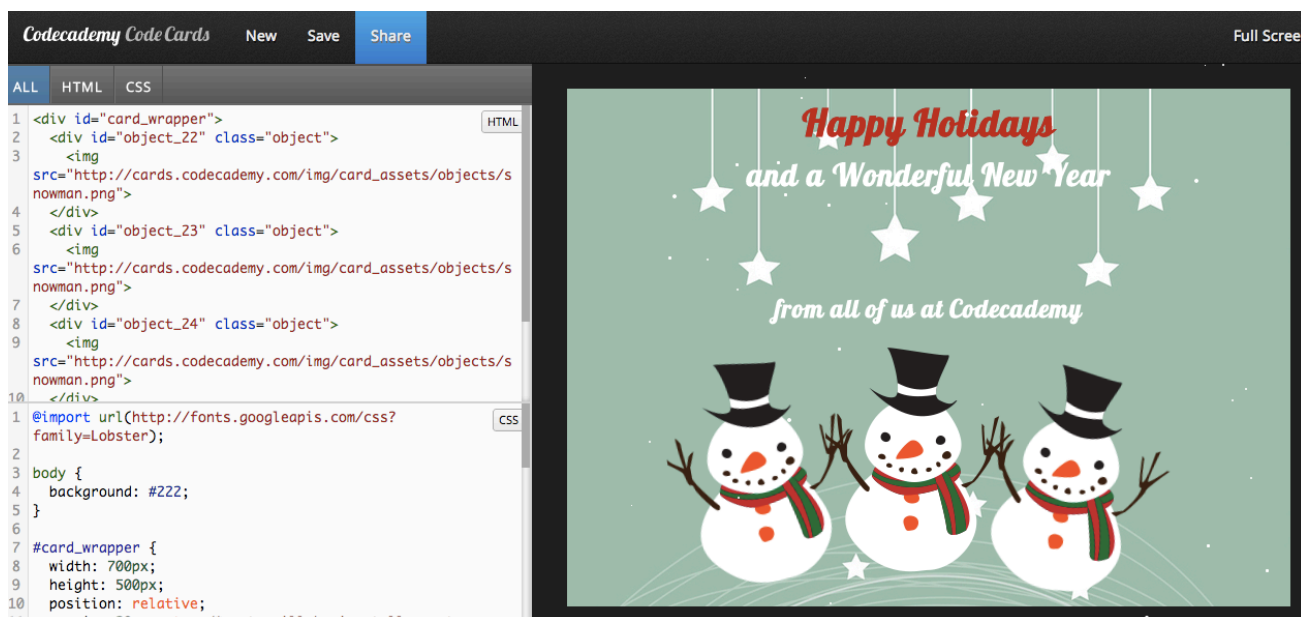 Codecademy CodeCards New Save Share Full Scree
ALL HTML CSS
HTML
1 <div id="card_wrapper">
2 <div id="object_22" class="object">
3 <img
src="http://cards.codecademy.com/img/card_assets/objects/s
nowman.png">
4 </div>
5 <div id="object_23" class="object">
6 <img
src="http://cards.codecademy.com/img/card_assets/objects/s
nowman.png">
7 </div>
8 <div id="object_24" class="object">
9 <img
src="http://cards.codecademy.com/img/card_assets/objects/s
nowman.png">
10 </div>
CSS
1 @import url(http://fonts.googleapis.com/css?
family=Lobster);
2
3 body {
4 background: #222;
5 }
6
7 #card_wrapper {
8 width: 700px;
9 height: 500px;
10 position: relative;
Happy Holidays
and a Wonderful New Year
from all of us at Codecademy